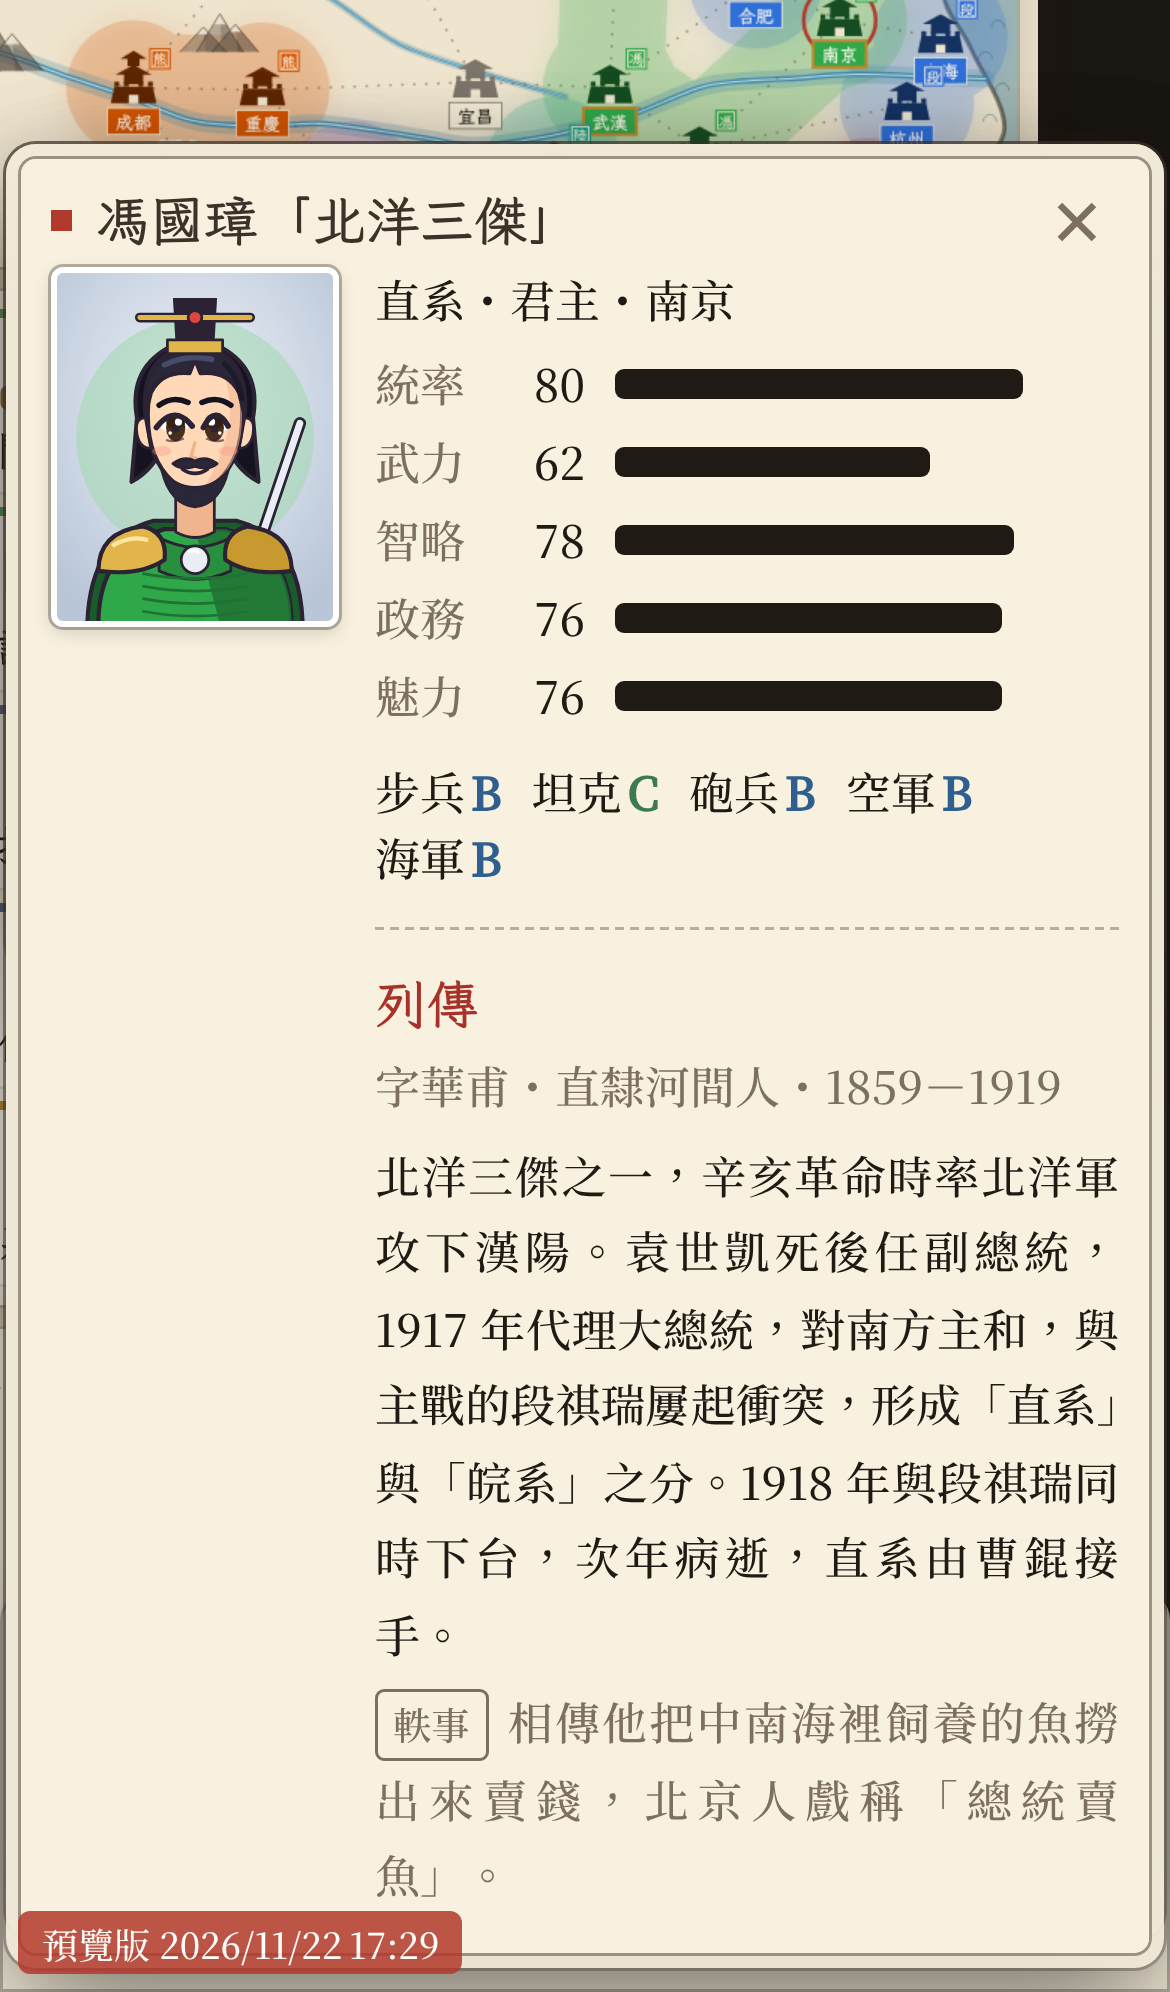 合肥
段
南京
段
海
熊
熊
馮
成都
重慶
宜昌
武漢
陸
馮
杭州
馮國璋「北洋三傑」
直系・君主・南京
統率 80
武力 62
智略 78
政務 76
魅力 76
步兵B 坦克C 砲兵B 空軍B
海軍B
列傳
字華甫・直隸河間人・1859－1919
北洋三傑之一，辛亥革命時率北洋軍
攻下漢陽。袁世凱死後任副總統，
1917 年代理大總統，對南方主和，與
主戰的段祺瑞屢起衝突，形成「直系」
與「皖系」之分。1918 年與段祺瑞同
時下台，次年病逝，直系由曹錕接
手。
軼事 相傳他把中南海裡飼養的魚撈
出來賣錢，北京人戲稱「總統賣
魚」。
預覽版 2026/11/22 17:29